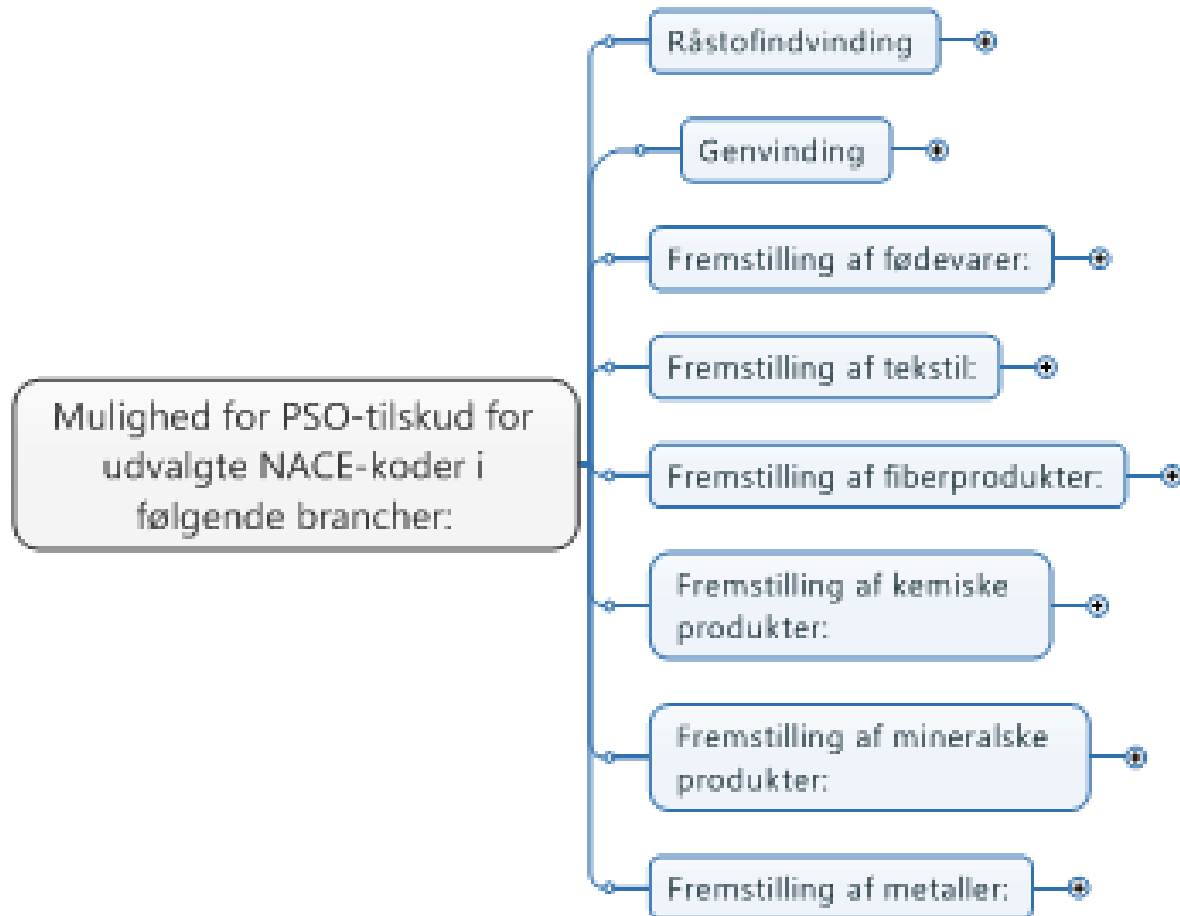 Råstofindvinding
Genvinding
Fremstilling af fødevarer:
Fremstilling af tekstil:
Mulighed for PSO-tilskud for
udvalgte NACE-koder i
følgende brancher:
Fremstilling af fiberprodukter:
Fremstilling af kemiske
produkter:
Fremstilling af mineralske
produkter:
Fremstilling af metaller: